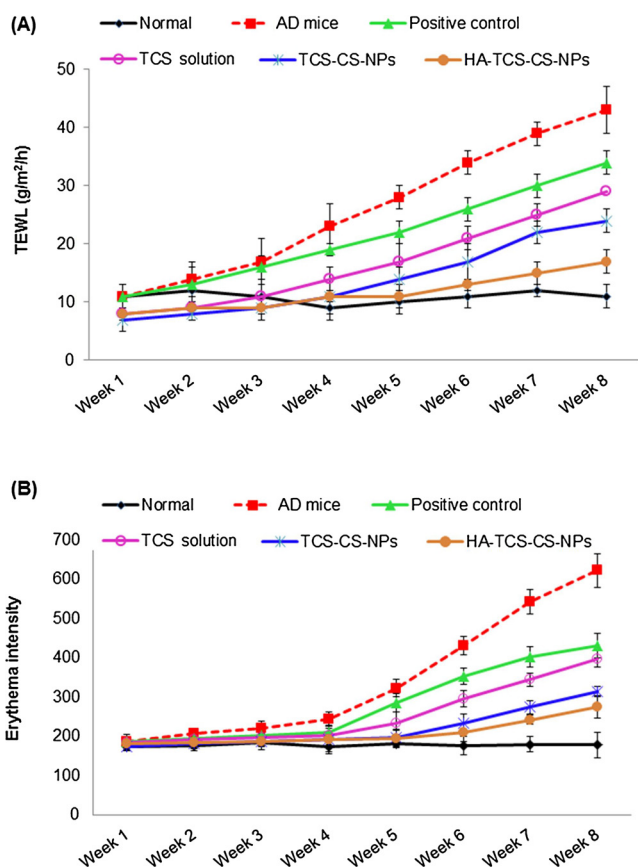 (A)
Normal AD mice Positive control
TCS solution TCS-CS-NPs HA-TCS-CS-NPs
50
40
30
20
10
0
TEWL (g/m²/h)
Week 1 Week 2 Week 3 Week 4 Week 5 Week 6 Week 7 Week 8
(B)
Normal AD mice Positive control
TCS solution TCS-CS-NPs HA-TCS-CS-NPs
700
600
500
400
300
200
100
0
Erythema intensity
Week 1 Week 2 Week 3 Week 4 Week 5 Week 6 Week 7 Week 8